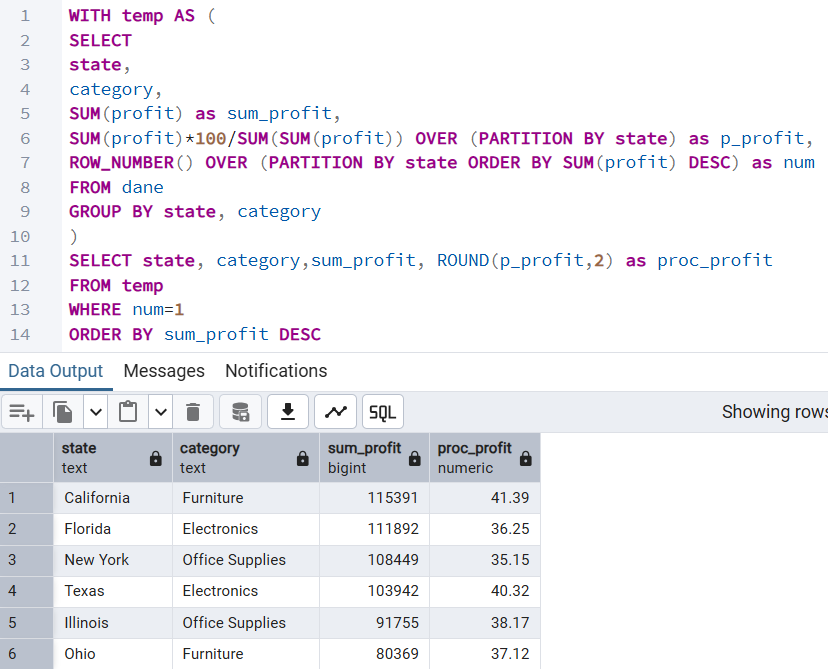 1 WITH temp AS (
2 SELECT
3 state,
4 category,
5 SUM(profit) as sum_profit,
6 SUM(profit)*100/SUM(SUM(profit)) OVER (PARTITION BY state) as p_profit,
7 ROW_NUMBER() OVER (PARTITION BY state ORDER BY SUM(profit) DESC) as num
8 FROM dane
9 GROUP BY state, category
10 )
11 SELECT state, category,sum_profit, ROUND(p_profit,2) as proc_profit
12 FROM temp
13 WHERE num=1
14 ORDER BY sum_profit DESC
Data Output Messages Notifications
SQL Showing rows
state category sum_profit proc_profit
text text bigint numeric
1 California Furniture 115391 41.39
2 Florida Electronics 111892 36.25
3 New York Office Supplies 108449 35.15
4 Texas Electronics 103942 40.32
5 Illinois Office Supplies 91755 38.17
6 Ohio Furniture 80369 37.12